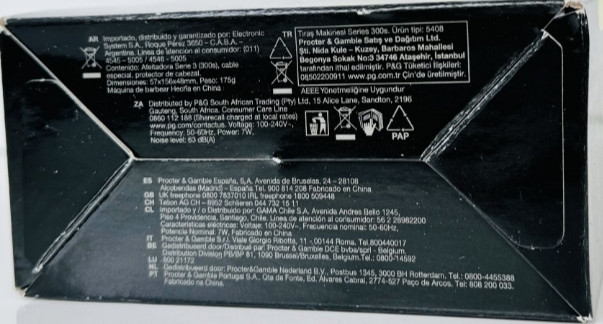 AR Importado, distribuido y garantizado por: Electronic
System S.A., Roque Pérez 3650 - C.A.B.A. -
Argentina. Línea de atención al consumidor: (011)
4545 - 5005 / 4546 - 5005
Contenido: Afeitadora Serie 3 (300s), cable
especial, protector de cabezal.
Dimensiones: 57x156x48mm. Peso: 175g
Máquina de barbear Hecha en China
TR Tıraş Makinesi Series 300s. Ürün tipi: 5408
Procter & Gamble Satış ve Dağıtım Ltd.
Şti. Nida Kule - Kuzey, Barbaros Mahallesi
Begonya Sokak No:3 34746 Ataşehir, İstanbul
tarafından ithal edilmiştir. P&G Tüketici İlişkileri:
08502200911 www.pg.com.tr Çin'de üretilmiştir.
AEEE Yönetmeliğine Uygundur
ZA Distributed by P&G South African Trading (Pty) Ltd, 15 Alice Lane, Sandton, 2196
Gauteng, South Africa. Consumer Care Line
0860 112 188 (Sharecall charged at local rates)
www.pg.com/contactus. Voltage: 100-240V~,
Frequency: 50-60Hz, Power: 7W,
Noise level: 63 dB(A)
PAP
ES Procter & Gamble España, S.A. Avenida de Bruselas, 24 - 28108
Alcobendas (Madrid) - España Tel. 900 814 208 Fabricado en China
GB UK freephone 0800 7837010 IRL freephone 1800 509448
CH Telion AG CH - 8952 Schlieren 044 732 15 11
CL Importado y / o Distribuido por: GAMA Chile S.A. Avenida Andres Bello 1245,
Piso 4 Providencia, Santiago, Chile. Línea de atención al consumidor: 56 2 28982200
Características eléctricas: Voltaje: 100-240V~, Frecuencia nominal: 50-60Hz,
Potencia Nominal: 7W. Fabricado en China
IT Procter & Gamble S.r.l. Viale Giorgio Ribotta, 11 - 00144 Roma. Tel.800440017
BE Gedistribueerd door/Distribué par: Procter & Gamble DCE bvba/sprl - Belgium.
Distribution Division PB/BP 81, 1090 Brussel/Bruxelles, Belgium.Tel.: 0800-14592
LU 800 21172
NL Gedistribueerd door: Procter&Gamble Nederland B.V., Postbus 1345, 3000 BH Rotterdam. Tel.: 0800-4455388
PT Procter & Gamble Portugal S.A., Qta da Fonte, Ed. Álvares Cabral, 2774-527 Paço de Arcos. Tel: 808 200 033.
Fabricado na China.